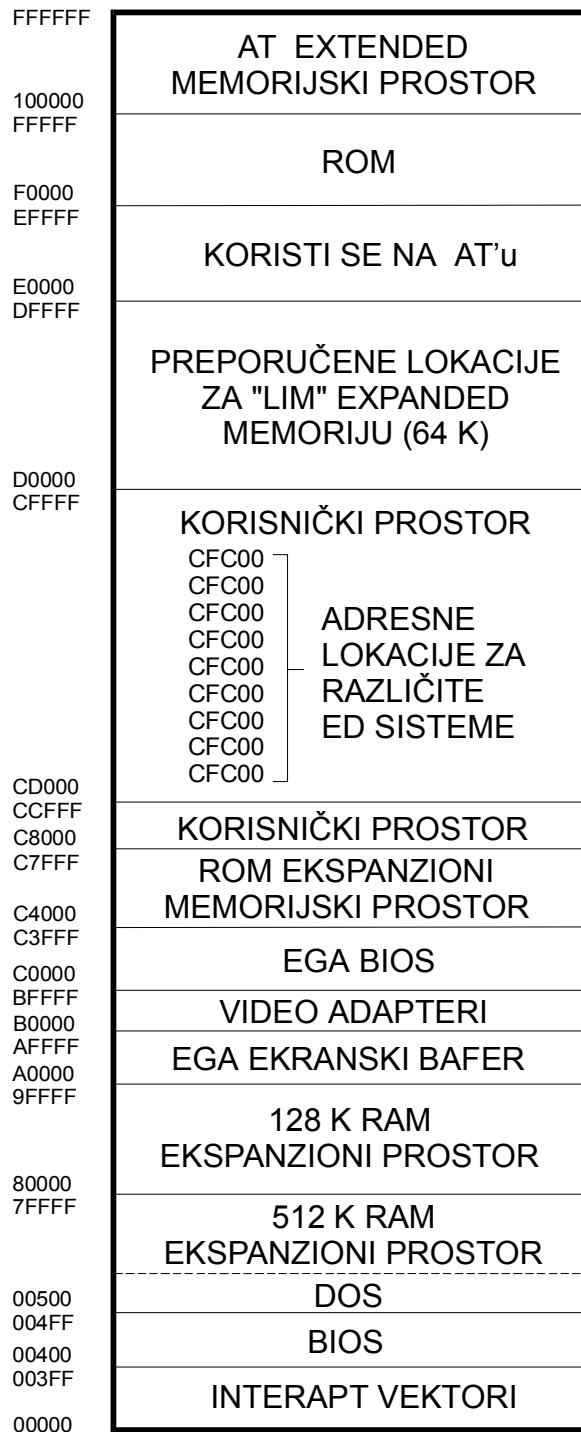 FFFFFF
AT EXTENDED
MEMORIJSKI PROSTOR
100000
FFFFF
ROM
F0000
EFFFF
KORISTI SE NA AT’u
E0000
DFFFF
PREPORUČENE LOKACIJE
ZA "LIM" EXPANDED
MEMORIJU (64 K)
D0000
CFFFF
KORISNIČKI PROSTOR
CFC00
CFC00
CFC00
CFC00
CFC00
CFC00
CFC00
CFC00
CFC00
ADRESNE
LOKACIJE ZA
RAZLIČITE
ED SISTEME
CD000
CCFFF
KORISNIČKI PROSTOR
C8000
C7FFF
ROM EKSPANZIONI
MEMORIJSKI PROSTOR
C4000
C3FFF
EGA BIOS
C0000
BFFFF
VIDEO ADAPTERI
B0000
AFFFF
EGA EKRANSKI BAFER
A0000
9FFFF
128 K RAM
EKSPANZIONI PROSTOR
80000
7FFFF
512 K RAM
EKSPANZIONI PROSTOR
DOS
00500
004FF
BIOS
00400
003FF
INTERAPT VEKTORI
00000